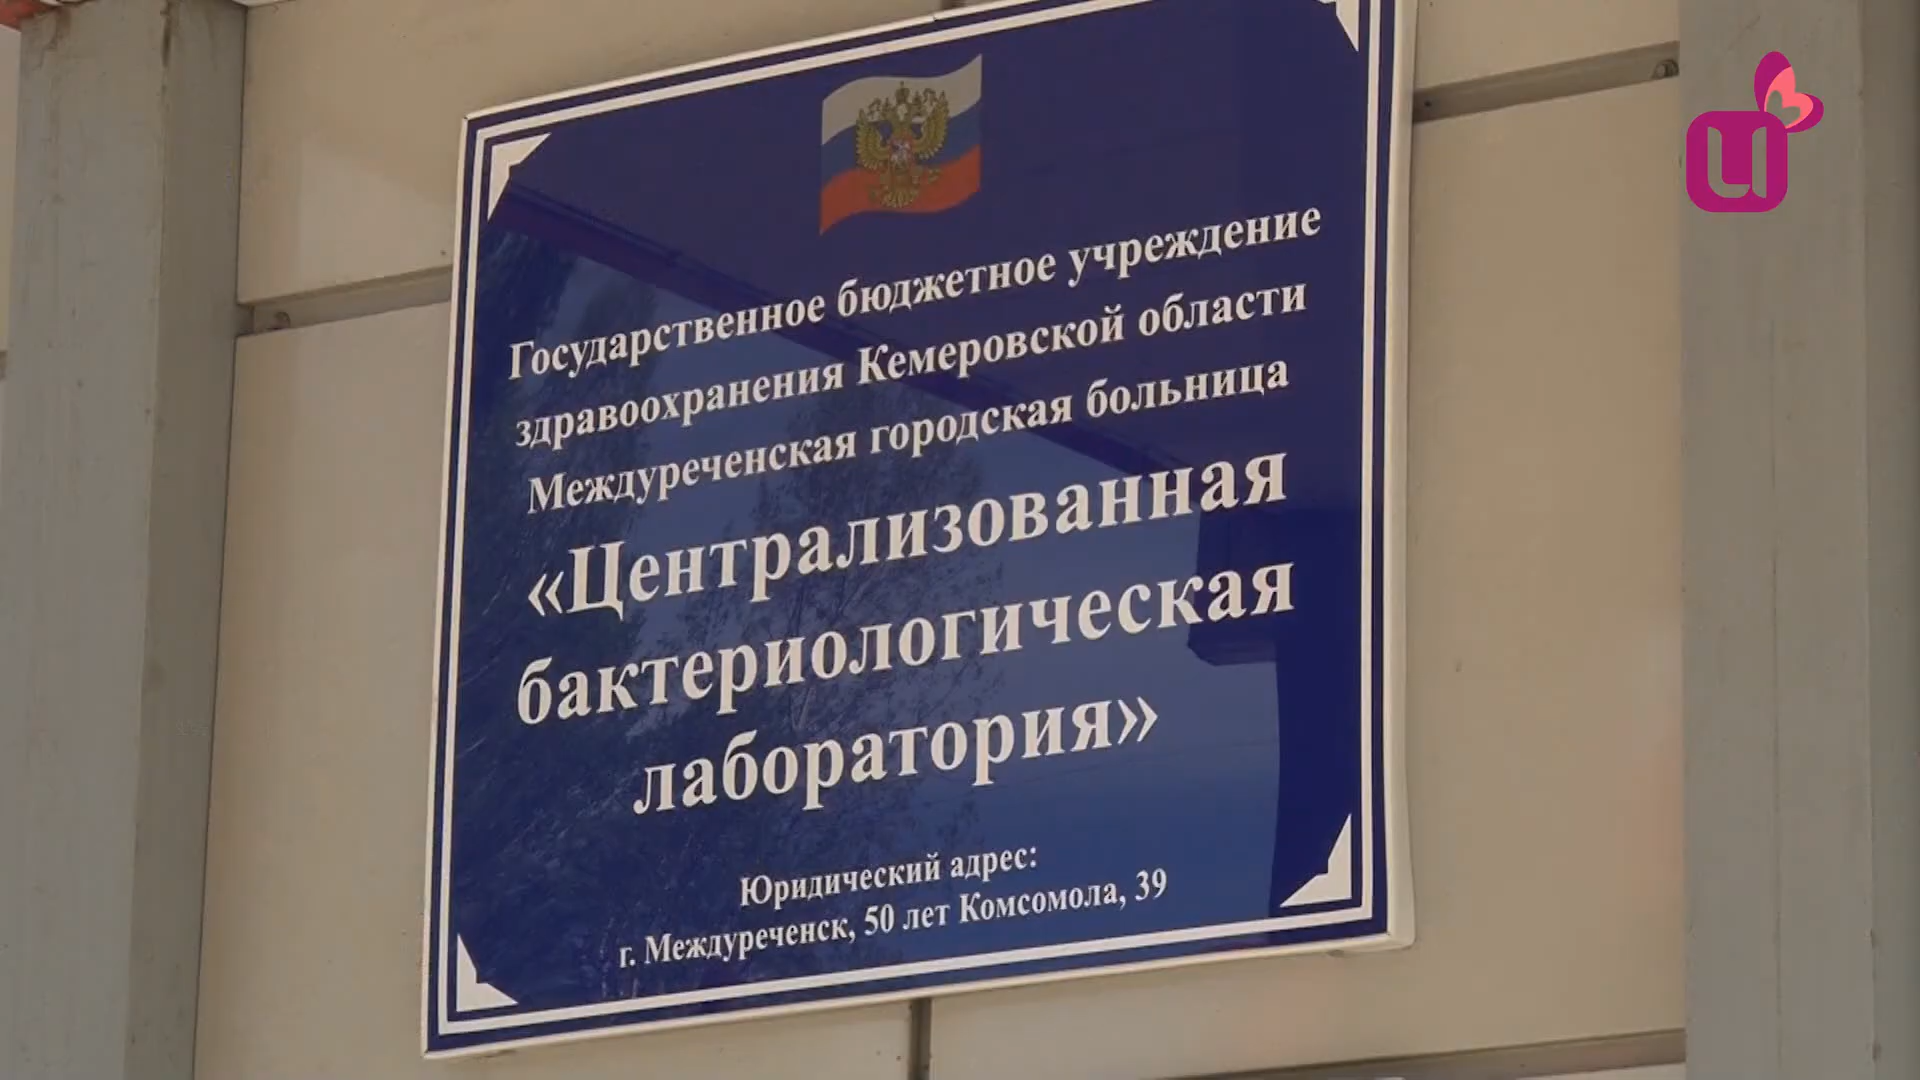 Государственное бюджетное учреждение
здравоохранения Кемеровской области
Междуреченская городская больница
«Централизованная
бактериологическая
лаборатория»
Юридический адрес:
г. Междуреченск, 50 лет Комсомола, 39